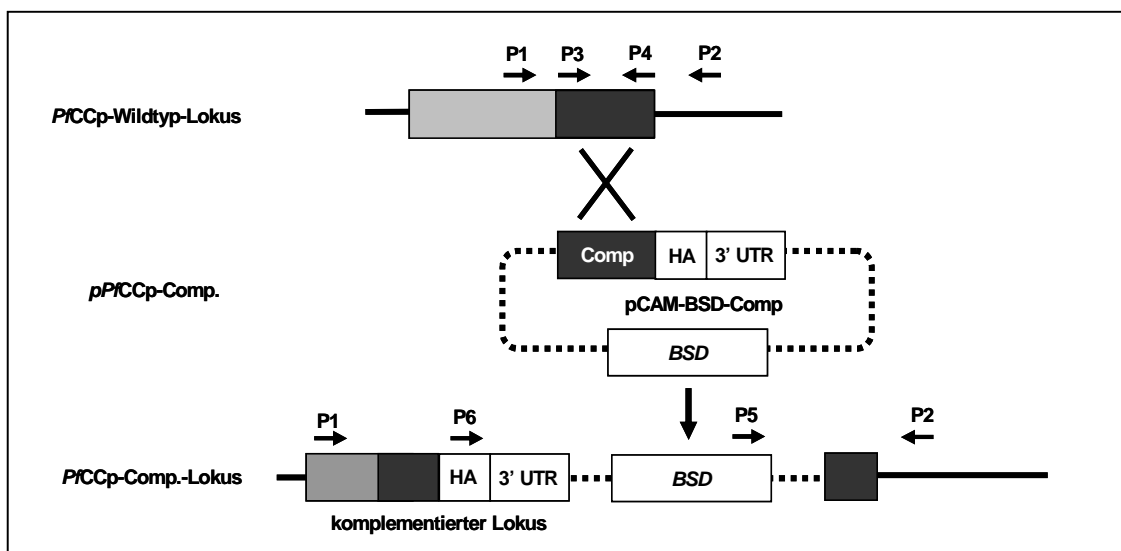 P1 P3 P4 P2
PfCCp-Wildtyp-Lokus
Comp HA 3' UTR
pPfCCp-Comp.
pCAM-BSD-Comp
BSD
P1 P6 P5 P2
PfCCp-Comp.-Lokus
HA 3' UTR BSD
komplementierter Lokus